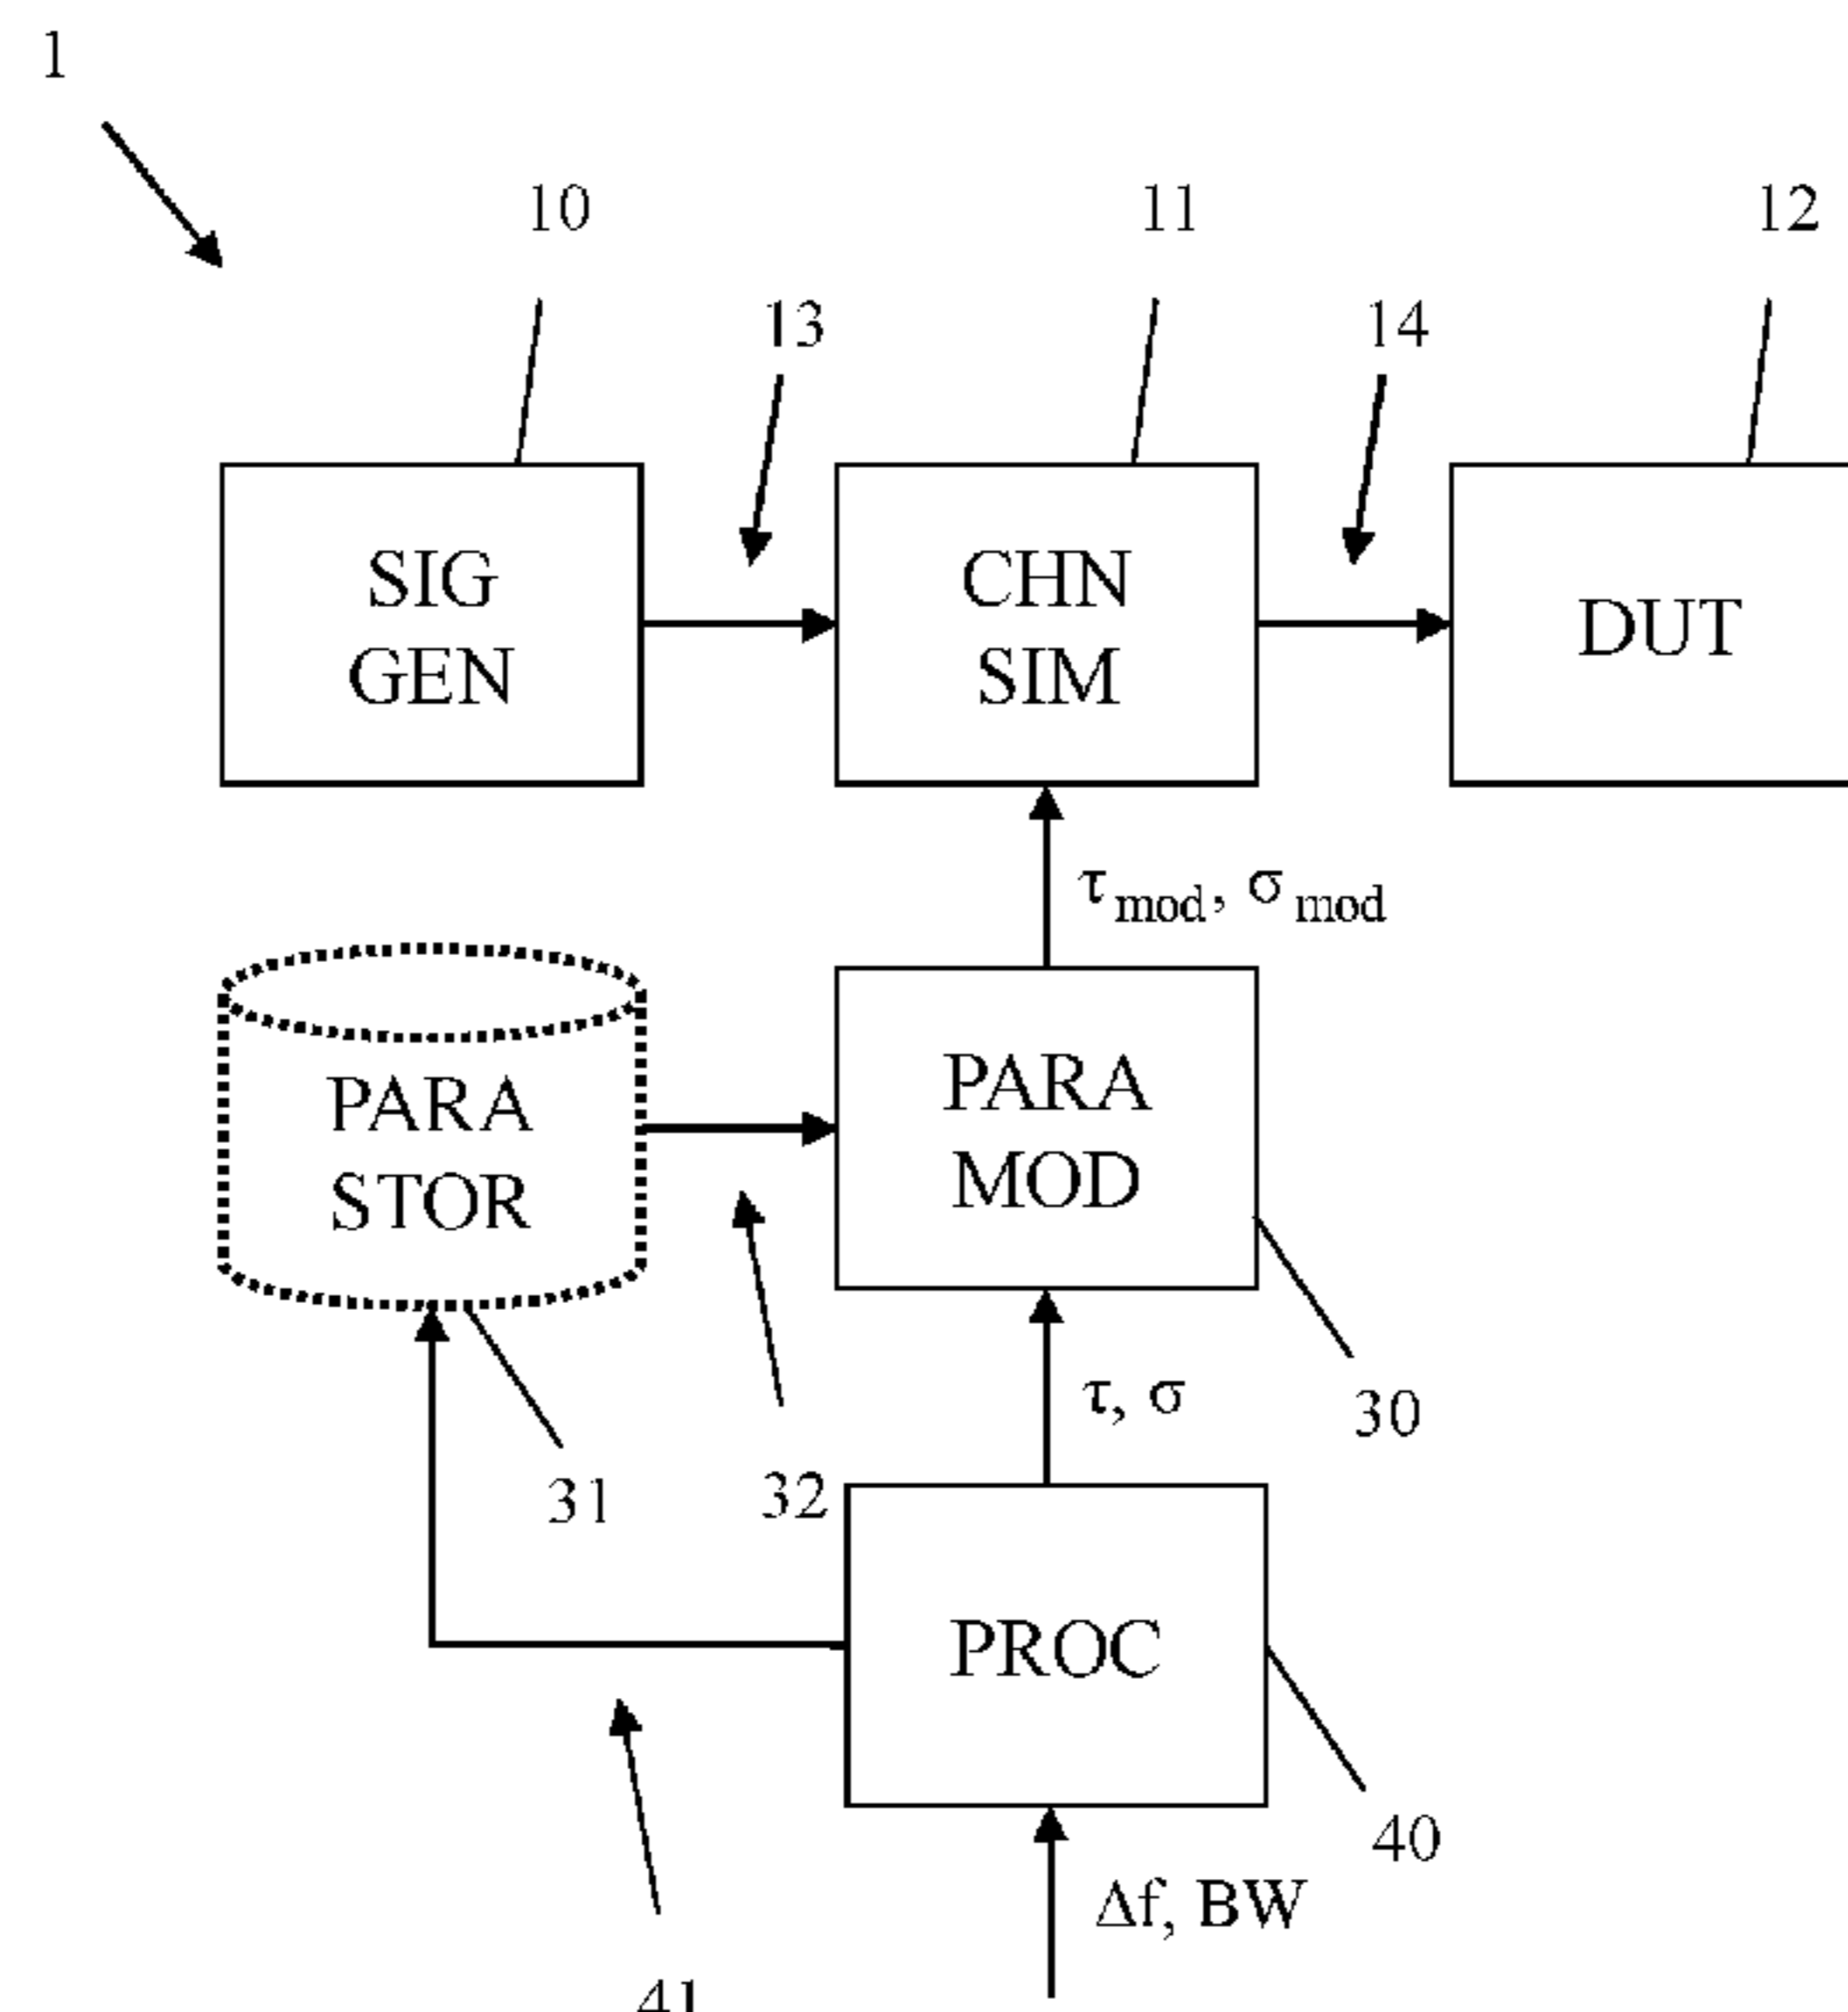 1
10
11
12
13
14
SIG
GEN
CHN
SIM
DUT
τmod, σmod
PARA
STOR
PARA
MOD
τ, σ
30
31
32
PROC
40
Δf, BW
41